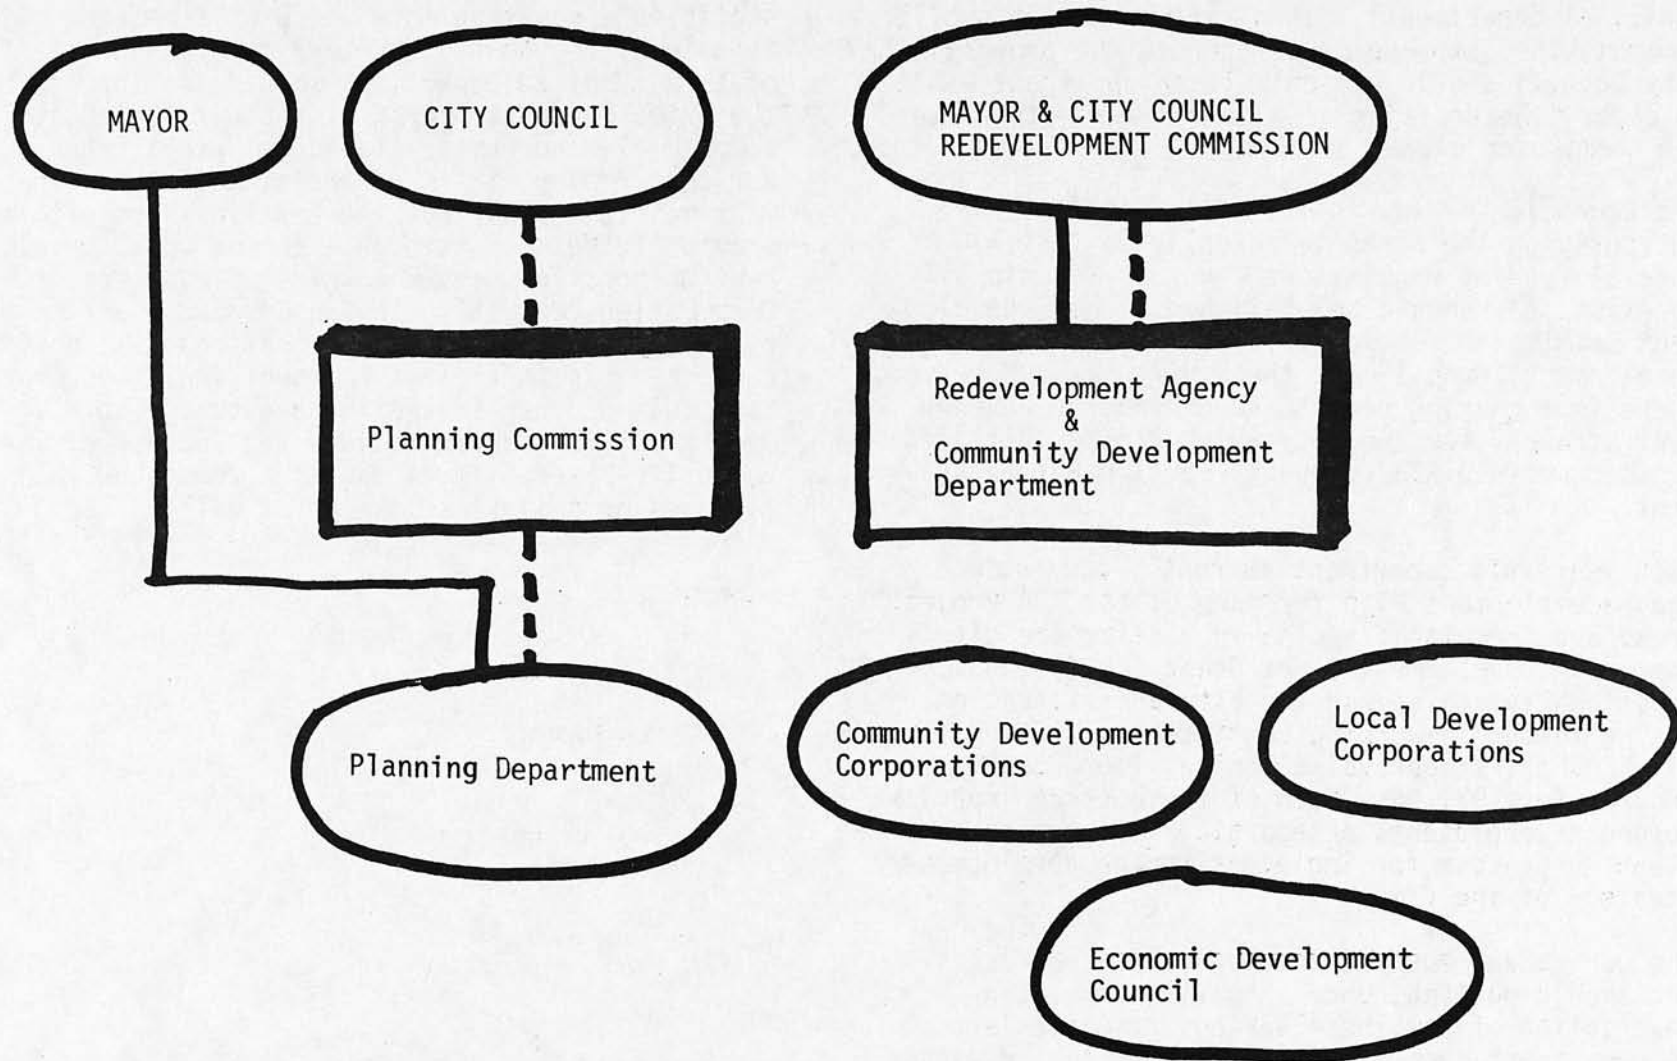 MAYOR
CITY COUNCIL
MAYOR & CITY COUNCIL
REDEVELOPMENT COMMISSION
Planning Commission
Redevelopment Agency
&
Community Development
Department
Planning Department
Community Development
Corporations
Local Development
Corporations
Economic Development
Council